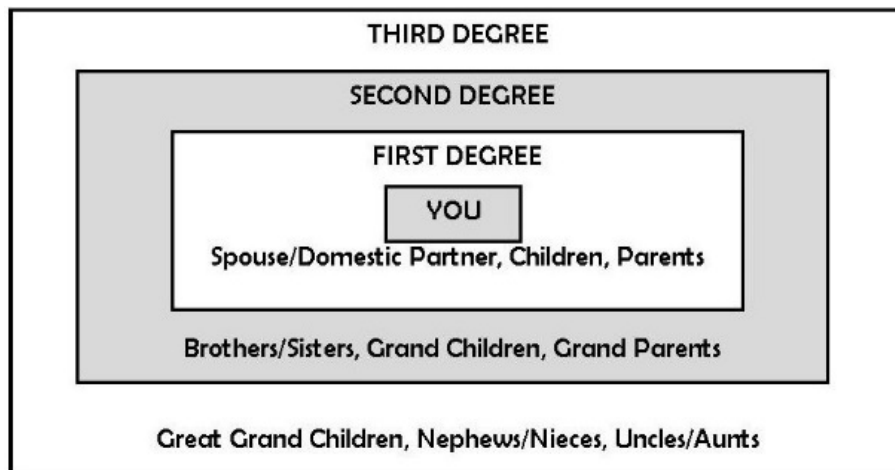 THIRD DEGREE
SECOND DEGREE
FIRST DEGREE
YOU
Spouse/Domestic Partner, Children, Parents
Brothers/Sisters, Grand Children, Grand Parents
Great Grand Children, Nephews/Nieces, Uncles/Aunts